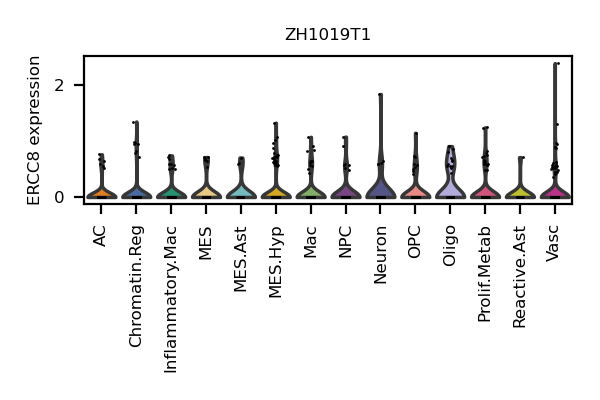 ZH1019T1
ERCC8 expression
2
0
AC
Chromatin.Reg
Inflammatory.Mac
MES
MES.Ast
MES.Hyp
Mac
NPC
Neuron
OPC
Oligo
Prolif.Metab
Reactive.Ast
Vasc